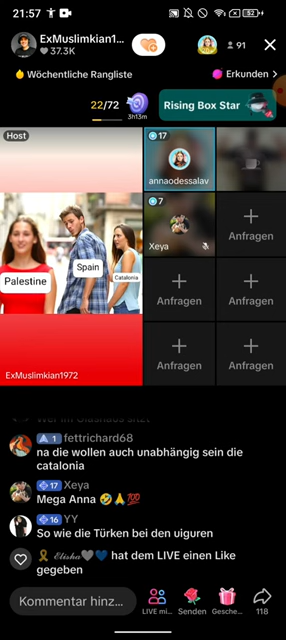 21:57
ExMuslimkian1...
37.3K
91
Wöchentliche Rangliste
Erkunden >
22/72
3h13m
Rising Box Star
Host
17
annaodessalav
7
Xeya
Anfragen
Anfragen
Anfragen
Anfragen
Anfragen
Anfragen
Palestine
Spain
Catalonia
ExMuslimkian1972
1 fettrichard68
na die wollen auch unabhängig sein die
catalonia
17 Xeya
Mega Anna 🤣🙏💯
16 YY
So wie die Türken bei den uiguren
🎗️ 𝓔𝓵𝓲𝓼𝓱𝓪🩶💙 hat dem LIVE einen Like
gegeben
Kommentar hinz...
LIVE mi...
Senden
Gesche...
118